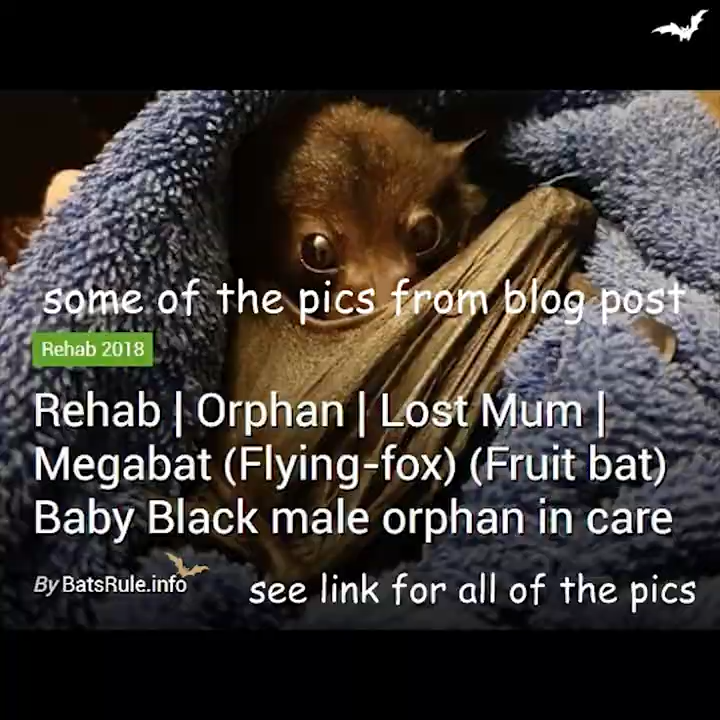 some of the pics from blog post
Rehab 2018
Rehab | Orphan | Lost Mum |
Megabat (Flying-fox) (Fruit bat)
Baby Black male orphan in care
By BatsRule.info
see link for all of the pics